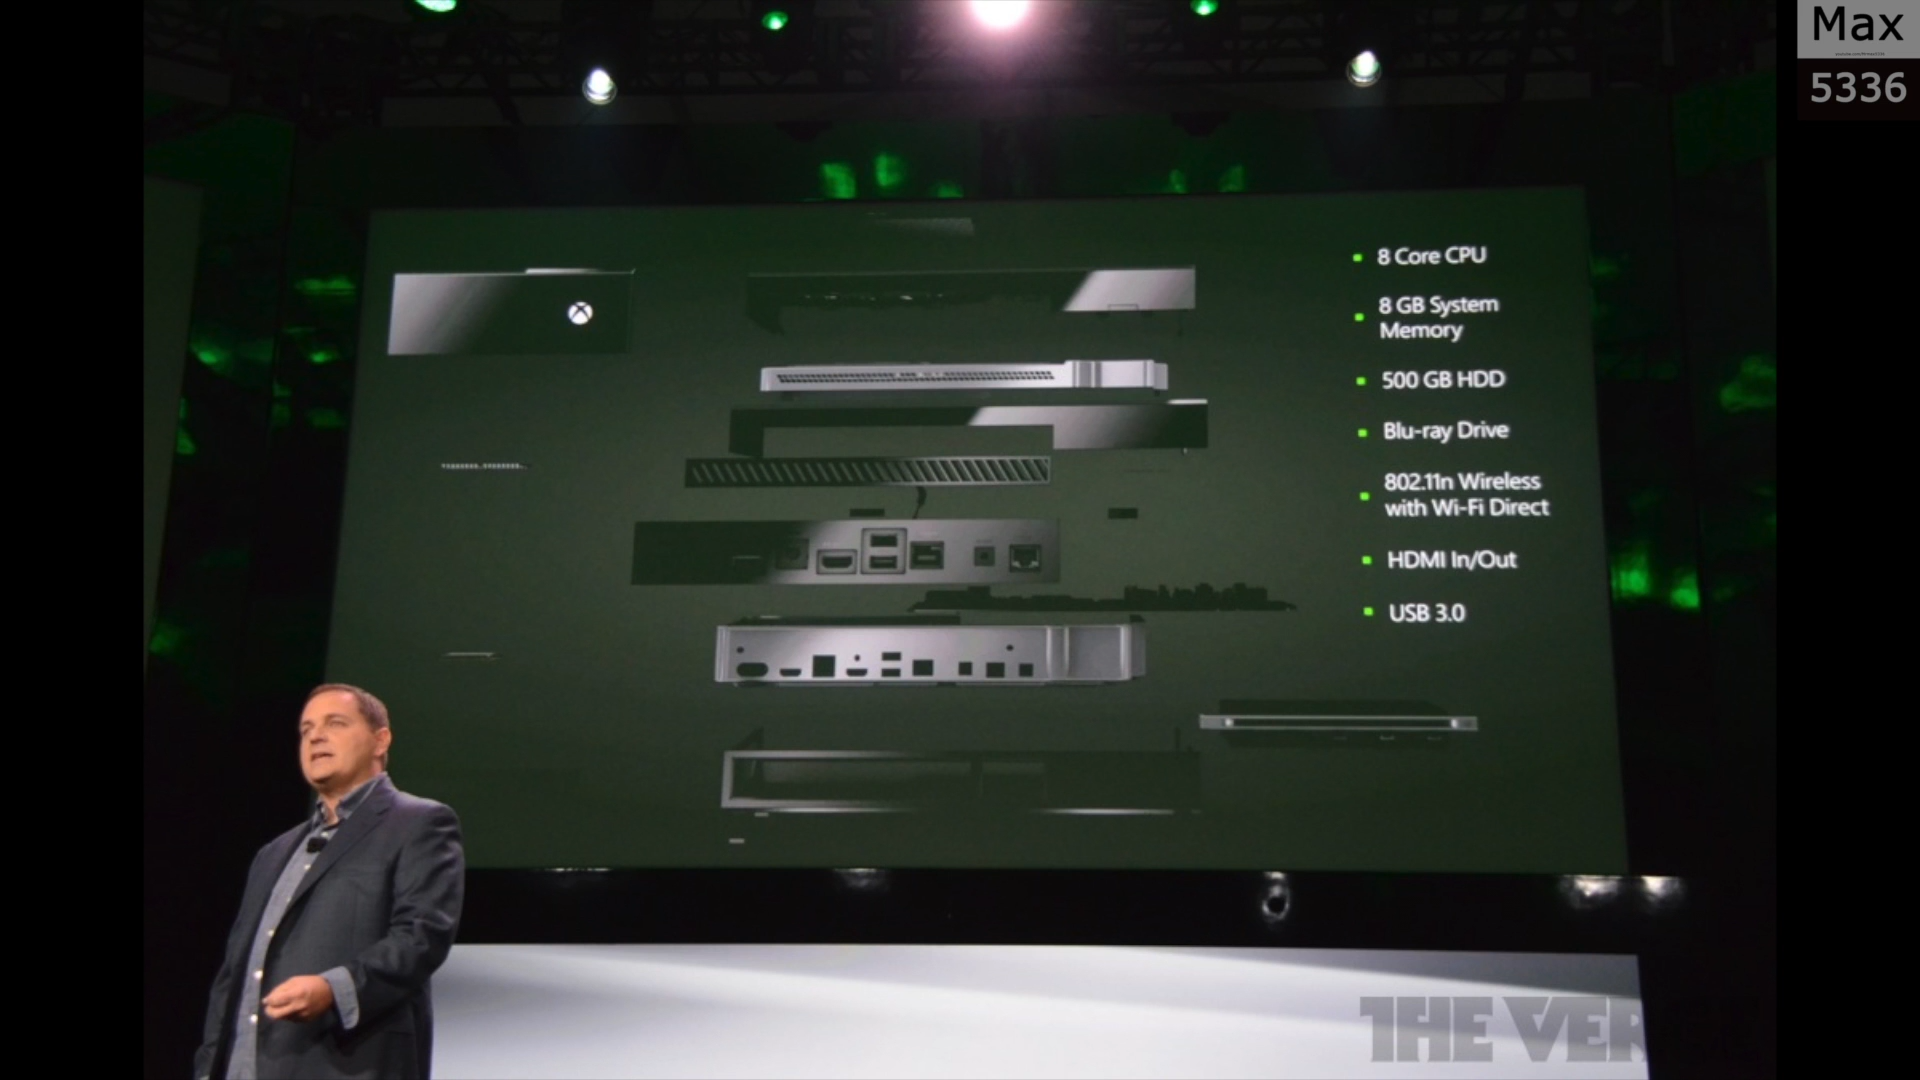 Max
5336
8 Core CPU
8 GB System
Memory
500 GB HDD
Blu-ray Drive
802.11n Wireless
with Wi-Fi Direct
HDMI In/Out
USB 3.0
THE VERGE